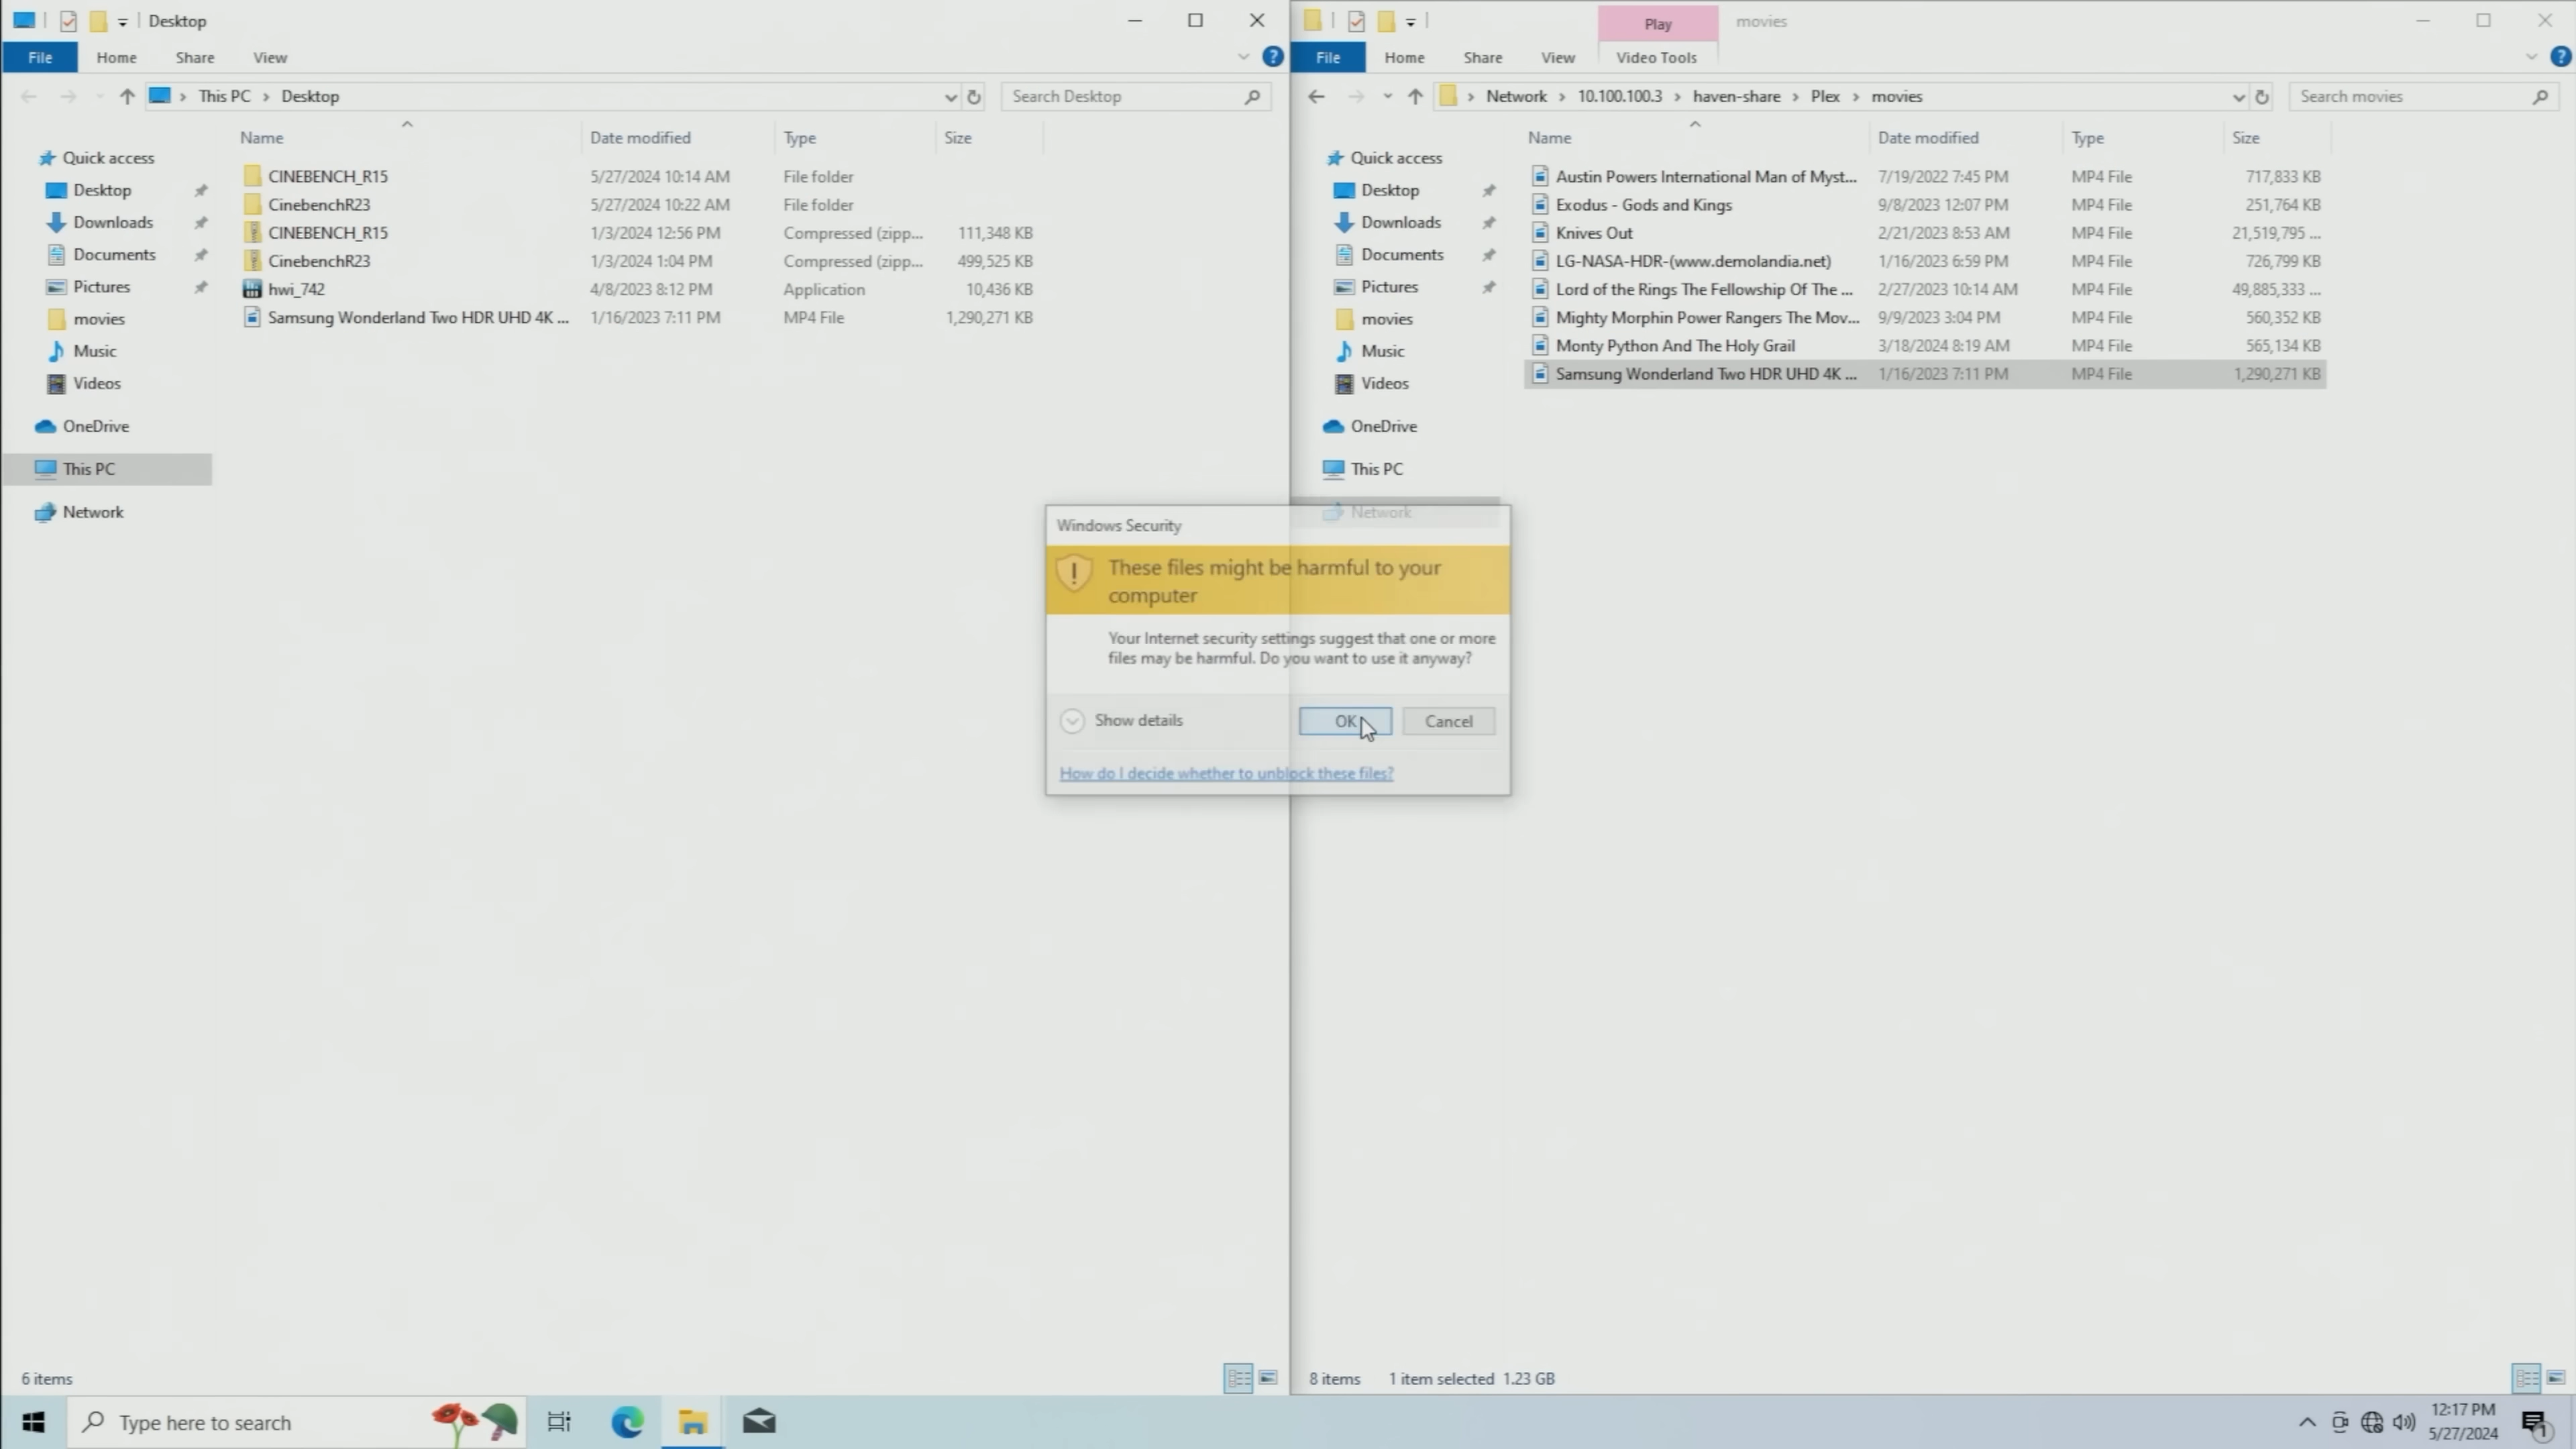 Desktop
File Home Share View
This PC > Desktop
Search Desktop
Name Date modified Type Size
Quick access
Desktop
Downloads
Documents
Pictures
movies
Music
Videos
OneDrive
This PC
Network
CINEBENCH_R15 5/27/2024 10:14 AM File folder
CinebenchR23 5/27/2024 10:22 AM File folder
CINEBENCH_R15 1/3/2024 12:56 PM Compressed (zipp... 111,348 KB
CinebenchR23 1/3/2024 1:04 PM Compressed (zipp... 499,525 KB
hwi_742 4/8/2023 8:12 PM Application 10,436 KB
Samsung Wonderland Two HDR UHD 4K ... 1/16/2023 7:11 PM MP4 File 1,290,271 KB
6 items
Play movies
File Home Share View Video Tools
Network > 10.100.100.3 > haven-share > Plex > movies
Search movies
Name Date modified Type Size
Quick access
Desktop
Downloads
Documents
Pictures
movies
Music
Videos
OneDrive
This PC
Network
Austin Powers International Man of Myst... 7/19/2022 7:45 PM MP4 File 717,833 KB
Exodus - Gods and Kings 9/8/2023 12:07 PM MP4 File 251,764 KB
Knives Out 2/21/2023 8:53 AM MP4 File 21,519,795 ...
LG-NASA-HDR-(www.demolandia.net) 1/16/2023 6:59 PM MP4 File 726,799 KB
Lord of the Rings The Fellowship Of The ... 2/27/2023 10:14 AM MP4 File 49,885,333 ...
Mighty Morphin Power Rangers The Mov... 9/9/2023 3:04 PM MP4 File 560,352 KB
Monty Python And The Holy Grail 3/18/2024 8:19 AM MP4 File 565,134 KB
Samsung Wonderland Two HDR UHD 4K ... 1/16/2023 7:11 PM MP4 File 1,290,271 KB
8 items 1 item selected 1.23 GB
Windows Security
These files might be harmful to your
computer
Your Internet security settings suggest that one or more
files may be harmful. Do you want to use it anyway?
Show details OK Cancel
How do I decide whether to unblock these files?
Type here to search
12:17 PM
5/27/2024
1